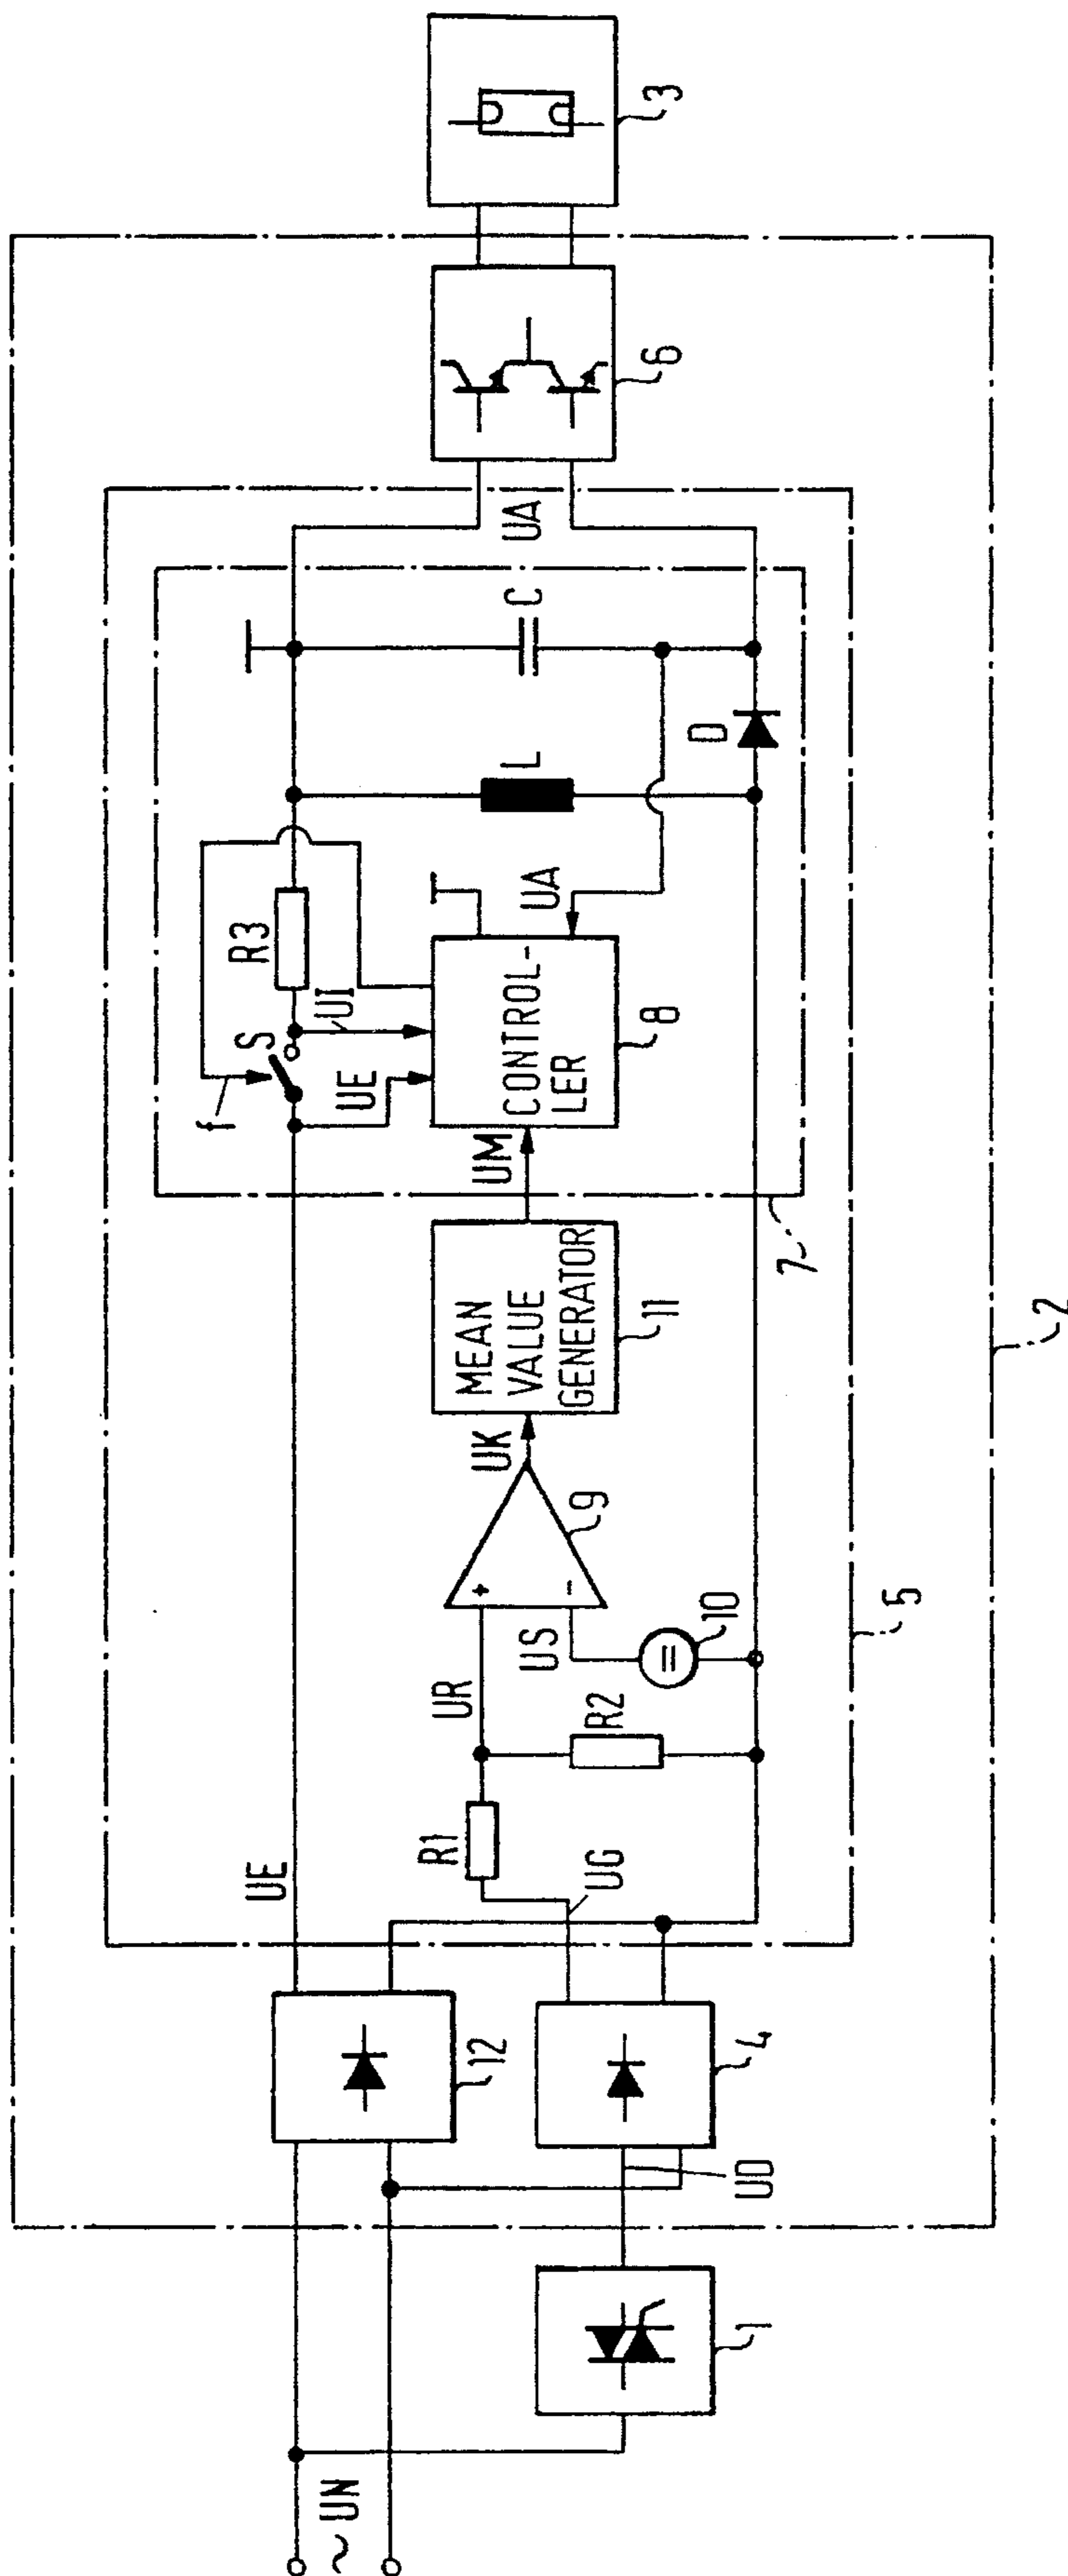 ~ UN
1
UD
4
12
UE
UG
R1
R2
UR
US
10
+
-
9
UK
MEAN
VALUE
GENERATOR
11
UM
CONTROL-
LER
8
UE
UI
f
S
R3
UA
L
D
C
UA
7
5
2
6
3